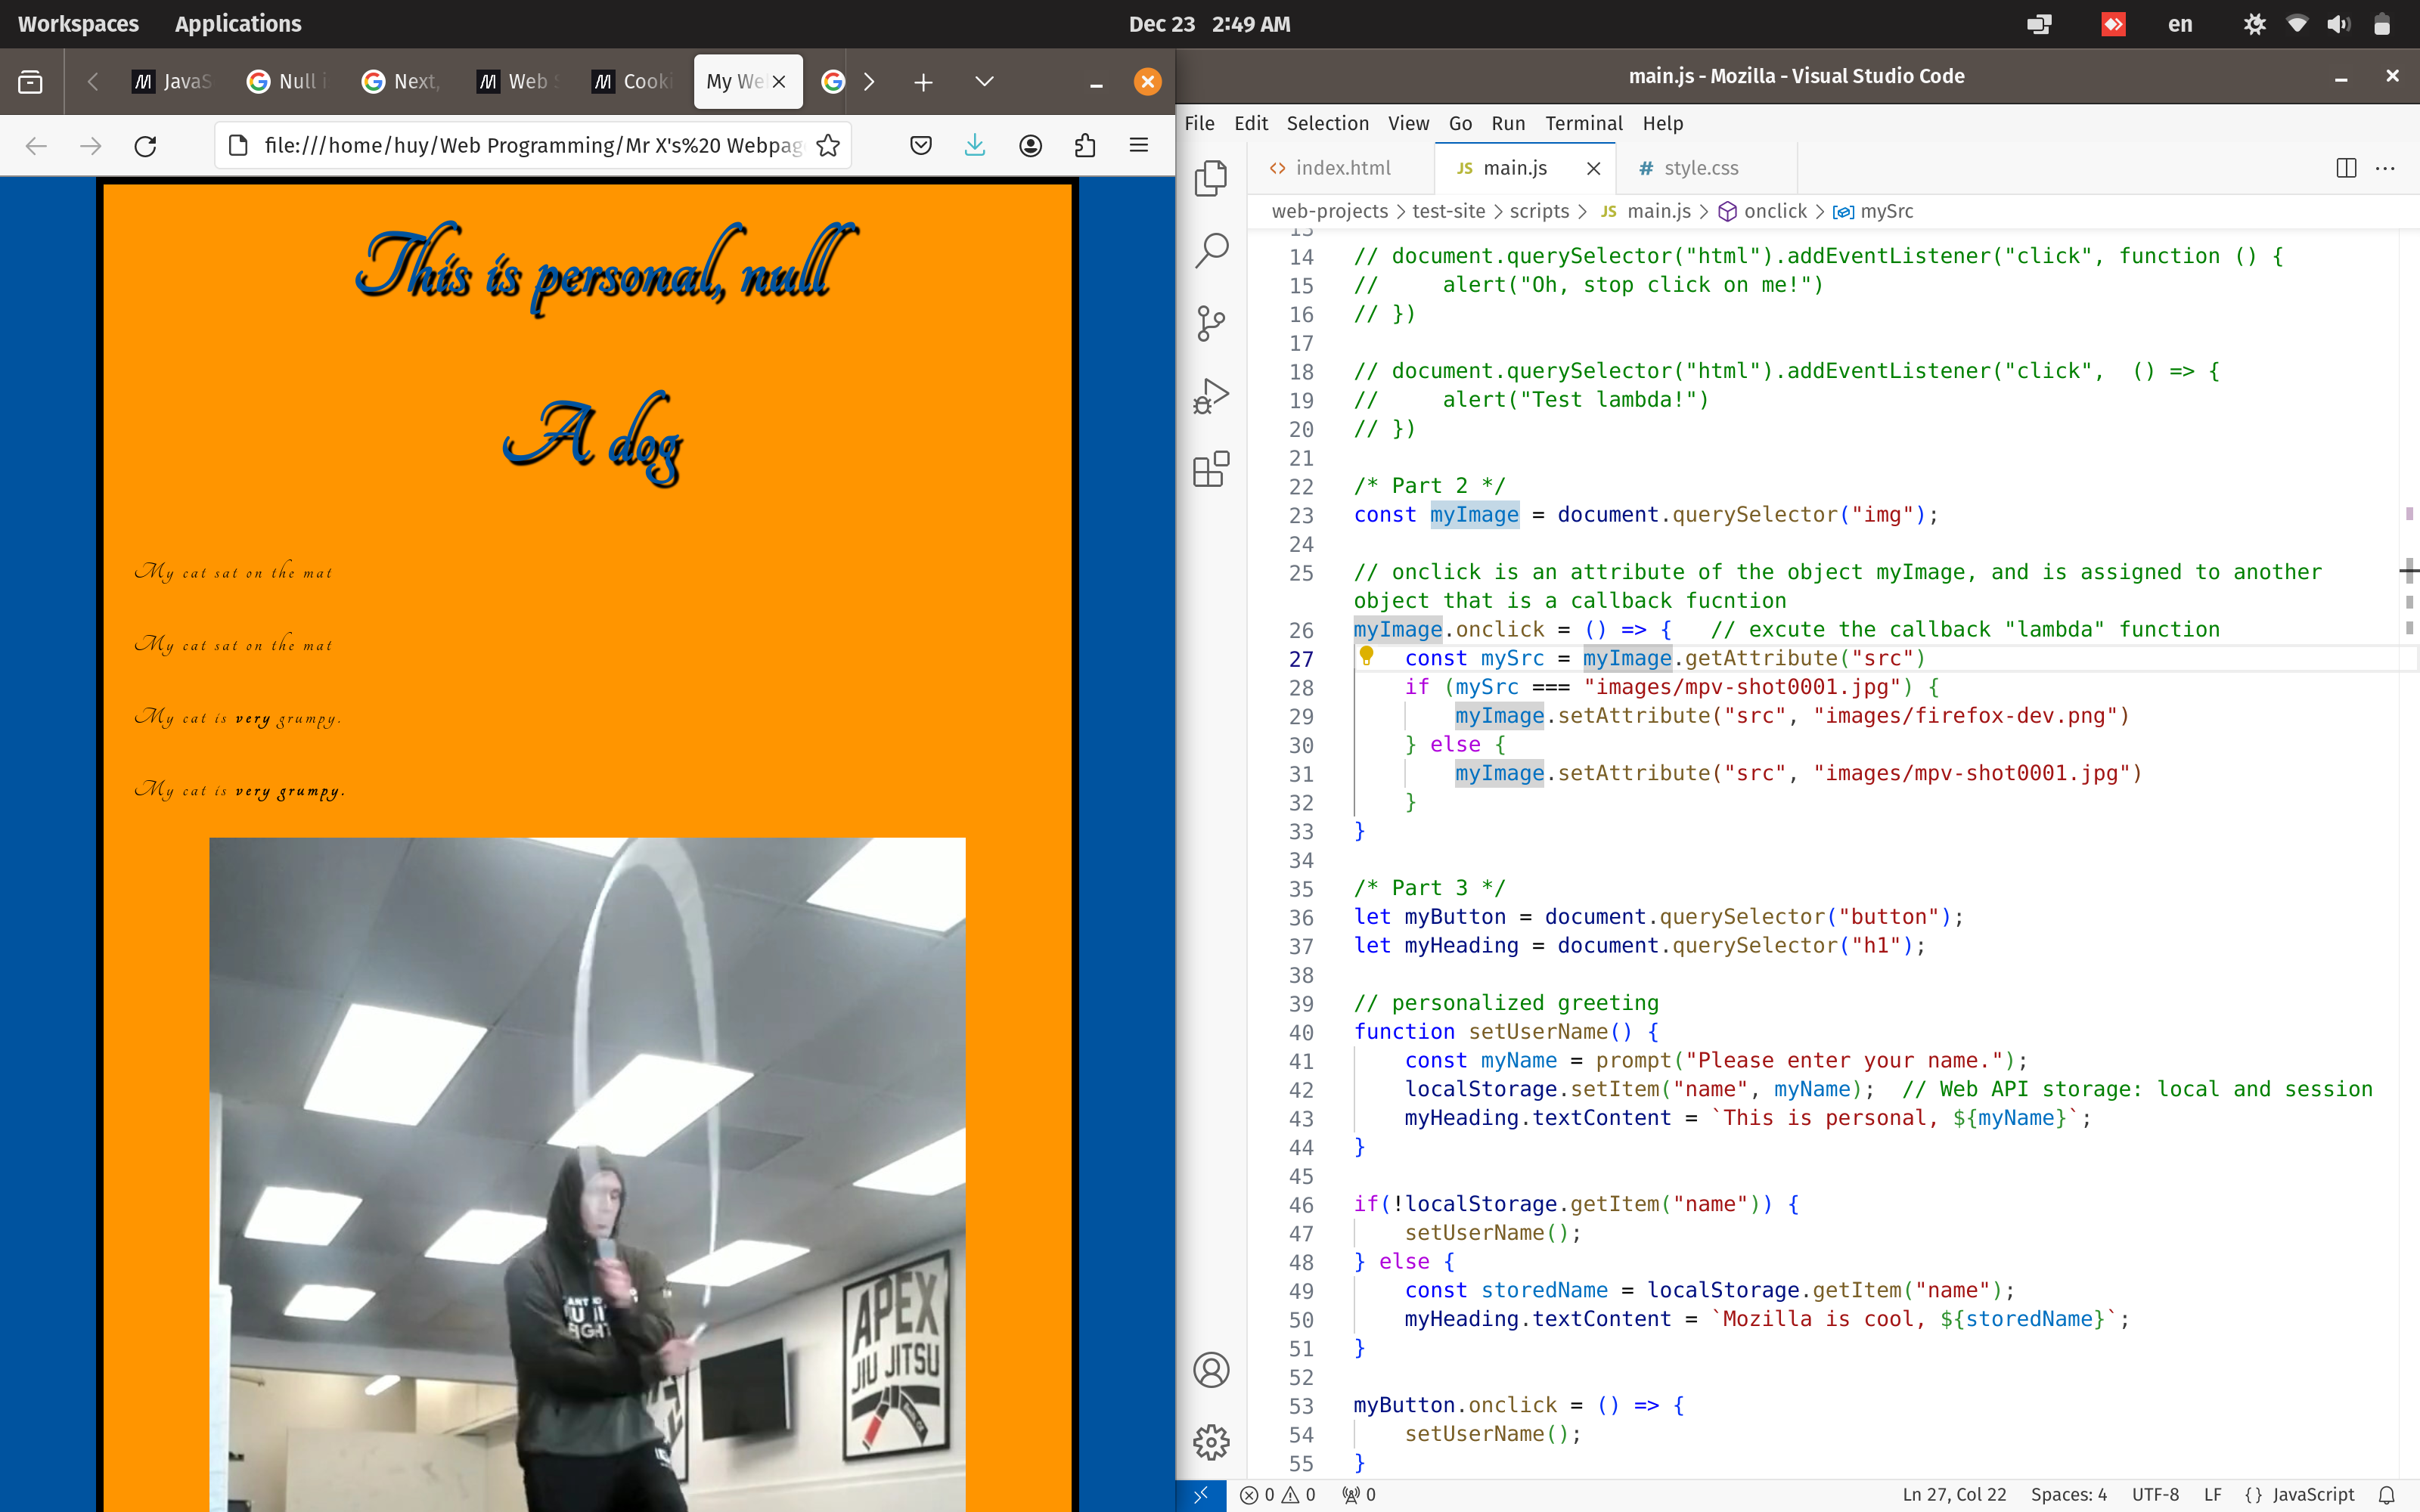 Workspaces Applications Dec 23 2:49 AM en
JavaS Null i Next, Web S Cooki My We
main.js - Mozilla - Visual Studio Code
file:///home/huy/Web Programming/Mr X's%20 Webpag
File Edit Selection View Go Run Terminal Help
index.html JS main.js # style.css
web-projects > test-site > scripts > JS main.js > onclick > mySrc
This is personal, null
A dog
My cat sat on the mat
My cat sat on the mat
My cat is very grumpy.
My cat is very grumpy.
APEX
JIU JITSU
13
14 // document.querySelector("html").addEventListener("click", function () {
15 //     alert("Oh, stop click on me!")
16 // })
17
18 // document.querySelector("html").addEventListener("click",  () => {
19 //     alert("Test lambda!")
20 // })
21
22 /* Part 2 */
23 const myImage = document.querySelector("img");
24
25 // onclick is an attribute of the object myImage, and is assigned to another
object that is a callback fucntion
26 myImage.onclick = () => {   // excute the callback "lambda" function
27     const mySrc = myImage.getAttribute("src")
28     if (mySrc === "images/mpv-shot0001.jpg") {
29         myImage.setAttribute("src", "images/firefox-dev.png")
30     } else {
31         myImage.setAttribute("src", "images/mpv-shot0001.jpg")
32     }
33 }
34
35 /* Part 3 */
36 let myButton = document.querySelector("button");
37 let myHeading = document.querySelector("h1");
38
39 // personalized greeting
40 function setUserName() {
41     const myName = prompt("Please enter your name.");
42     localStorage.setItem("name", myName);  // Web API storage: local and session
43     myHeading.textContent = `This is personal, ${myName}`;
44 }
45
46 if(!localStorage.getItem("name")) {
47     setUserName();
48 } else {
49     const storedName = localStorage.getItem("name");
50     myHeading.textContent = `Mozilla is cool, ${storedName}`;
51 }
52
53 myButton.onclick = () => {
54     setUserName();
55 }
0 0 0 Ln 27, Col 22 Spaces: 4 UTF-8 LF {} JavaScript